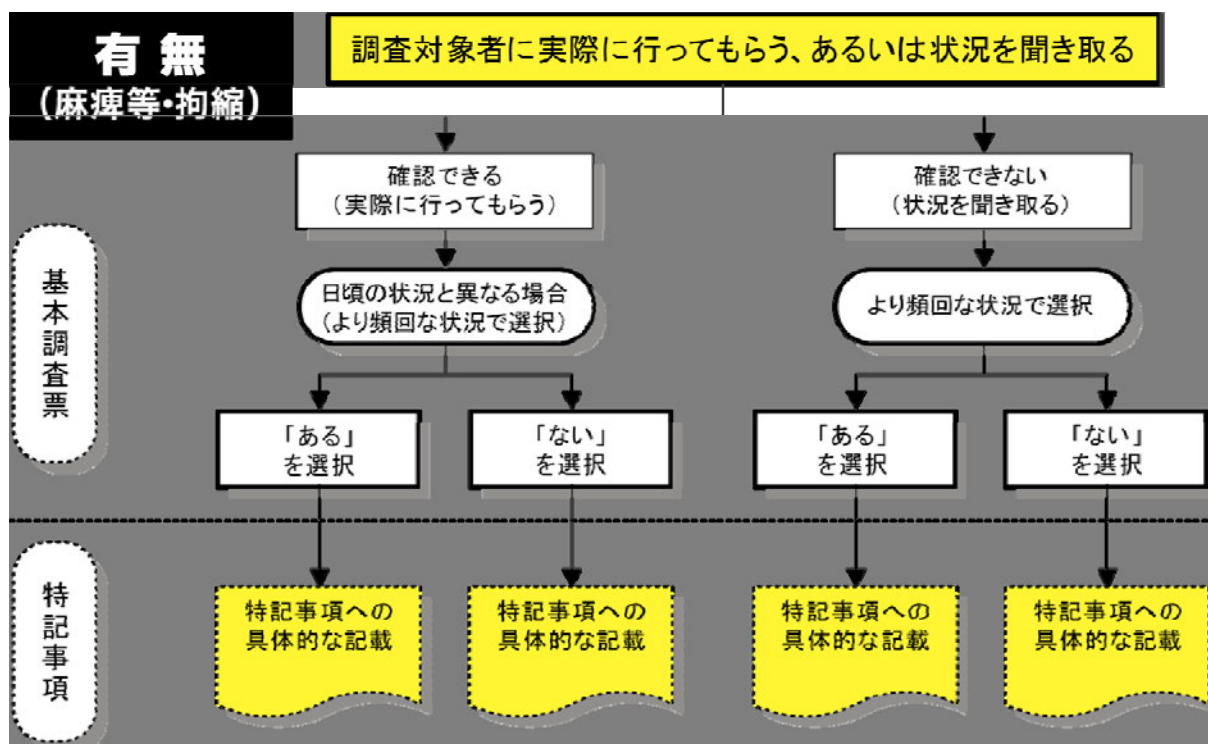 有無
(麻痺等・拘縮)
調査対象者に実際に行ってもらう、あるいは状況を聞き取る
基本調査票
確認できる
(実際に行ってもらう)
確認できない
(状況を聞き取る)
日頃の状況と異なる場合
(より頻回な状況で選択)
より頻回な状況で選択
「ある」
を選択
「ない」
を選択
「ある」
を選択
「ない」
を選択
特記事項
特記事項への
具体的な記載
特記事項への
具体的な記載
特記事項への
具体的な記載
特記事項への
具体的な記載